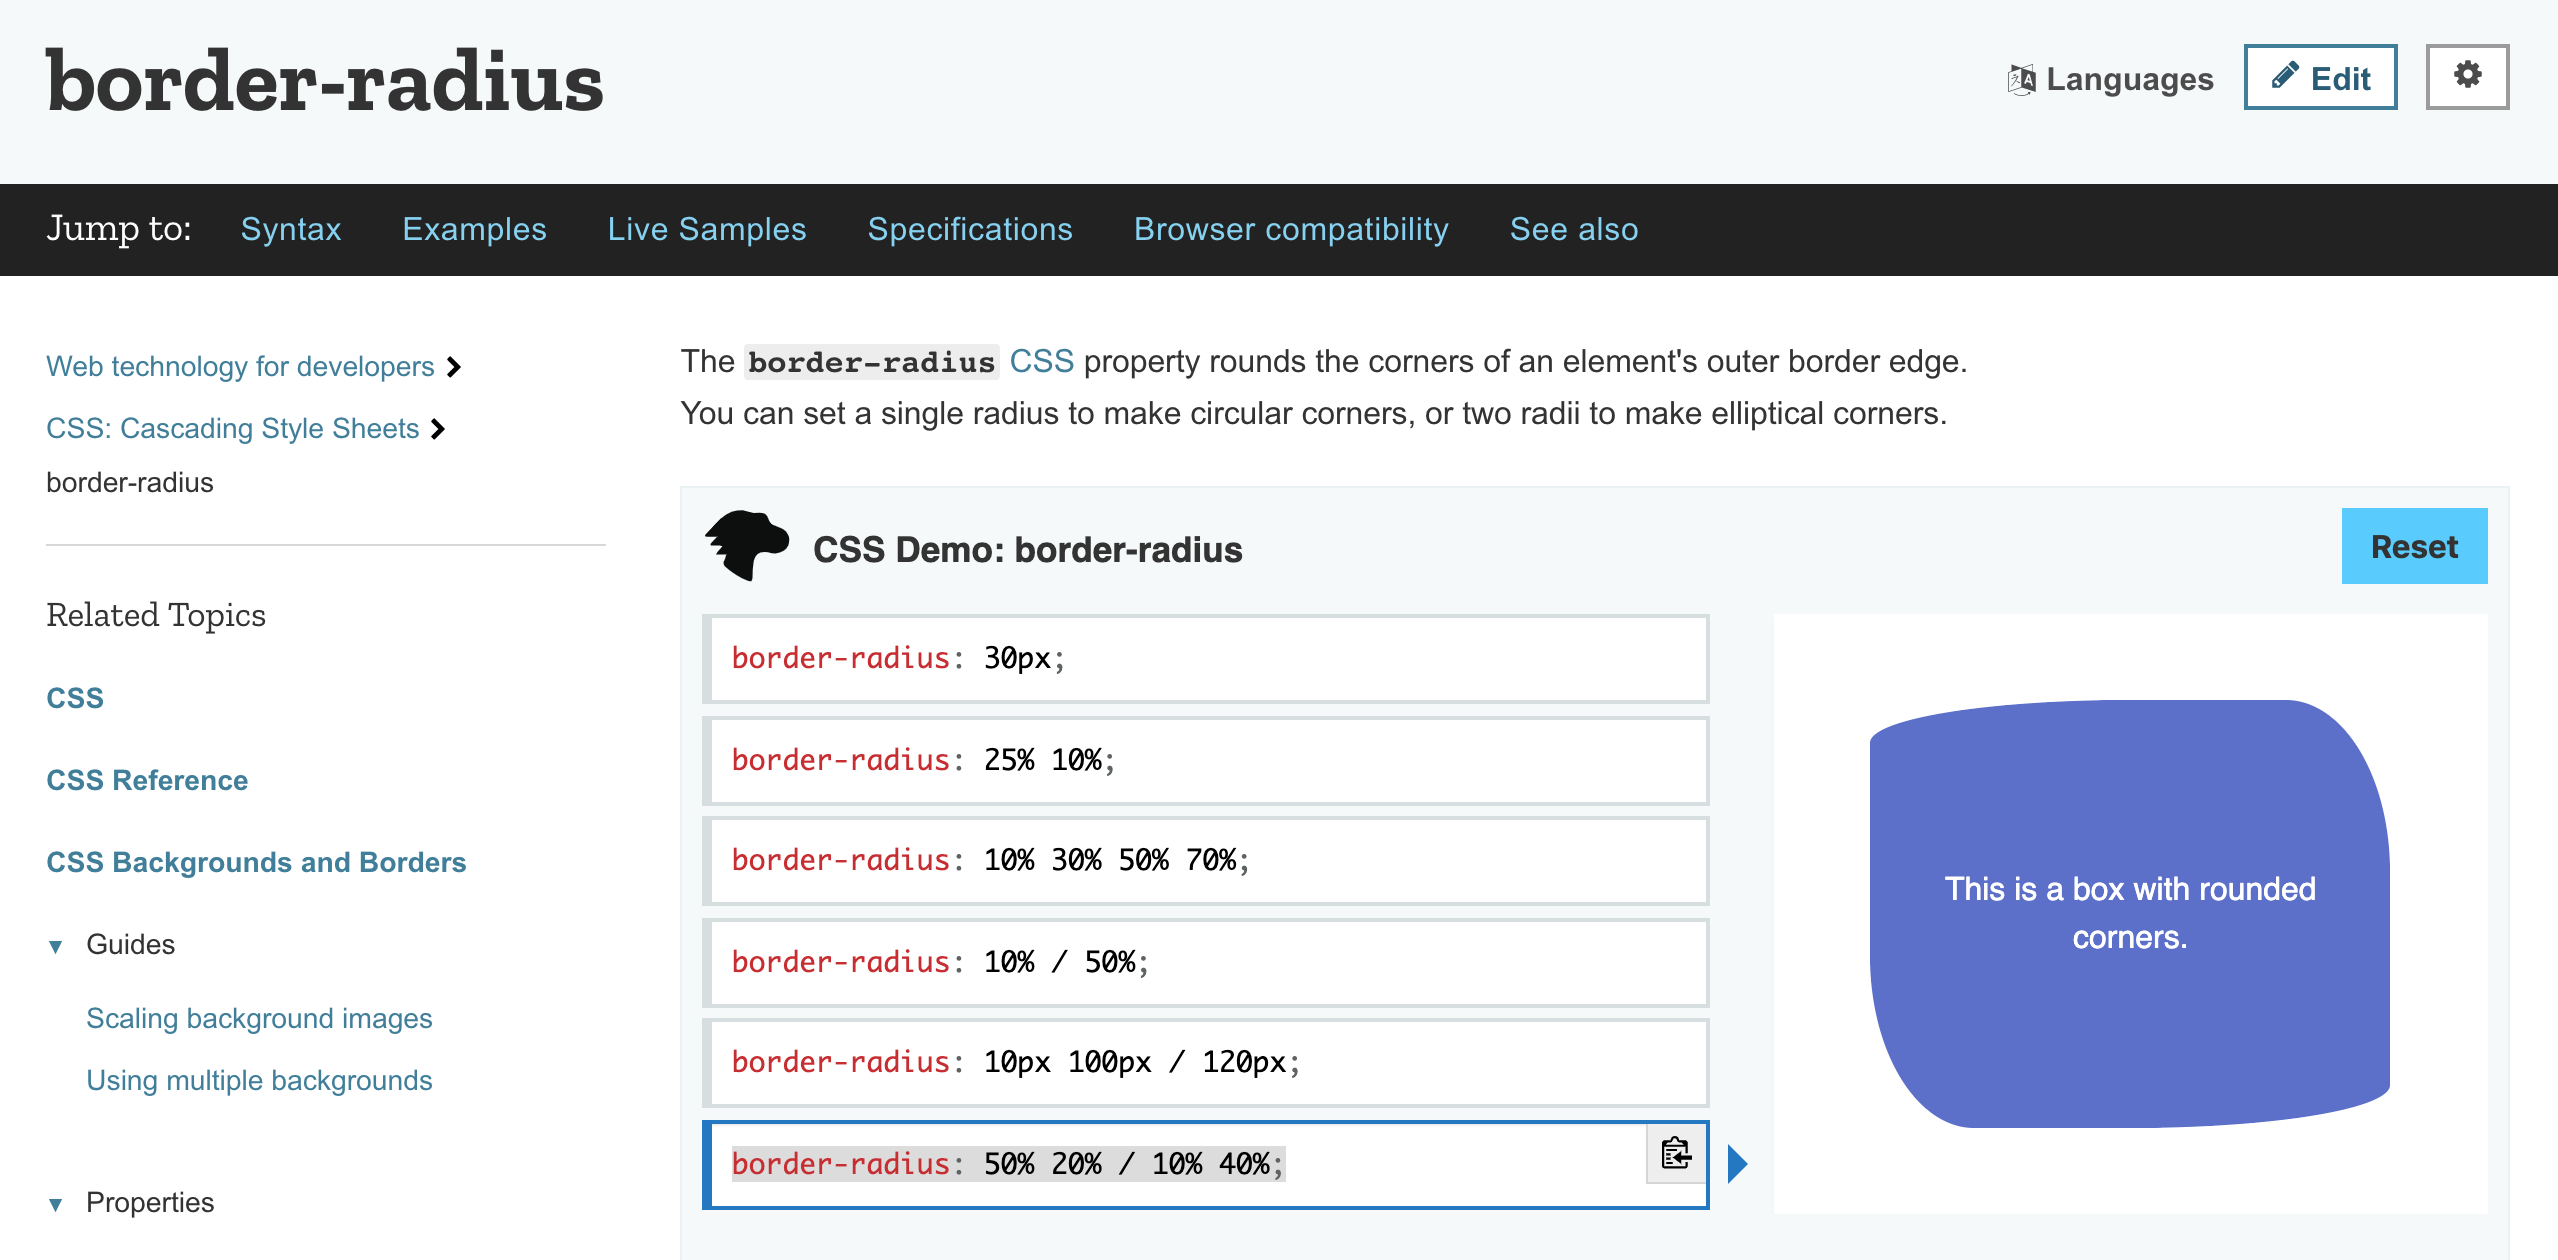 border-radius
Languages
Edit
Jump to: Syntax Examples Live Samples Specifications Browser compatibility See also
Web technology for developers
CSS: Cascading Style Sheets
border-radius
Related Topics
CSS
CSS Reference
CSS Backgrounds and Borders
Guides
Scaling background images
Using multiple backgrounds
Properties
The border-radius CSS property rounds the corners of an element's outer border edge.
You can set a single radius to make circular corners, or two radii to make elliptical corners.
CSS Demo: border-radius
Reset
border-radius: 30px;
border-radius: 25% 10%;
border-radius: 10% 30% 50% 70%;
border-radius: 10% / 50%;
border-radius: 10px 100px / 120px;
border-radius: 50% 20% / 10% 40%;
This is a box with rounded
corners.